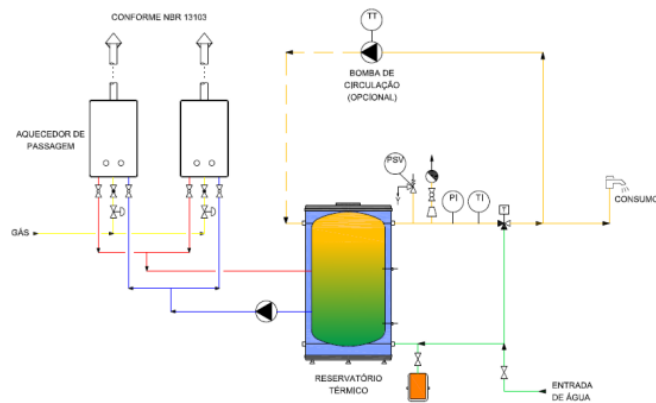 CONFORME NBR 13103
TT
BOMBA DE
CIRCULAÇÃO
(OPCIONAL)
AQUECEDOR DE
PASSAGEM
PSV
PI
TI
T
CONSUMO
GÁS
RESERVATÓRIO
TÉRMICO
ENTRADA
DE ÁGUA